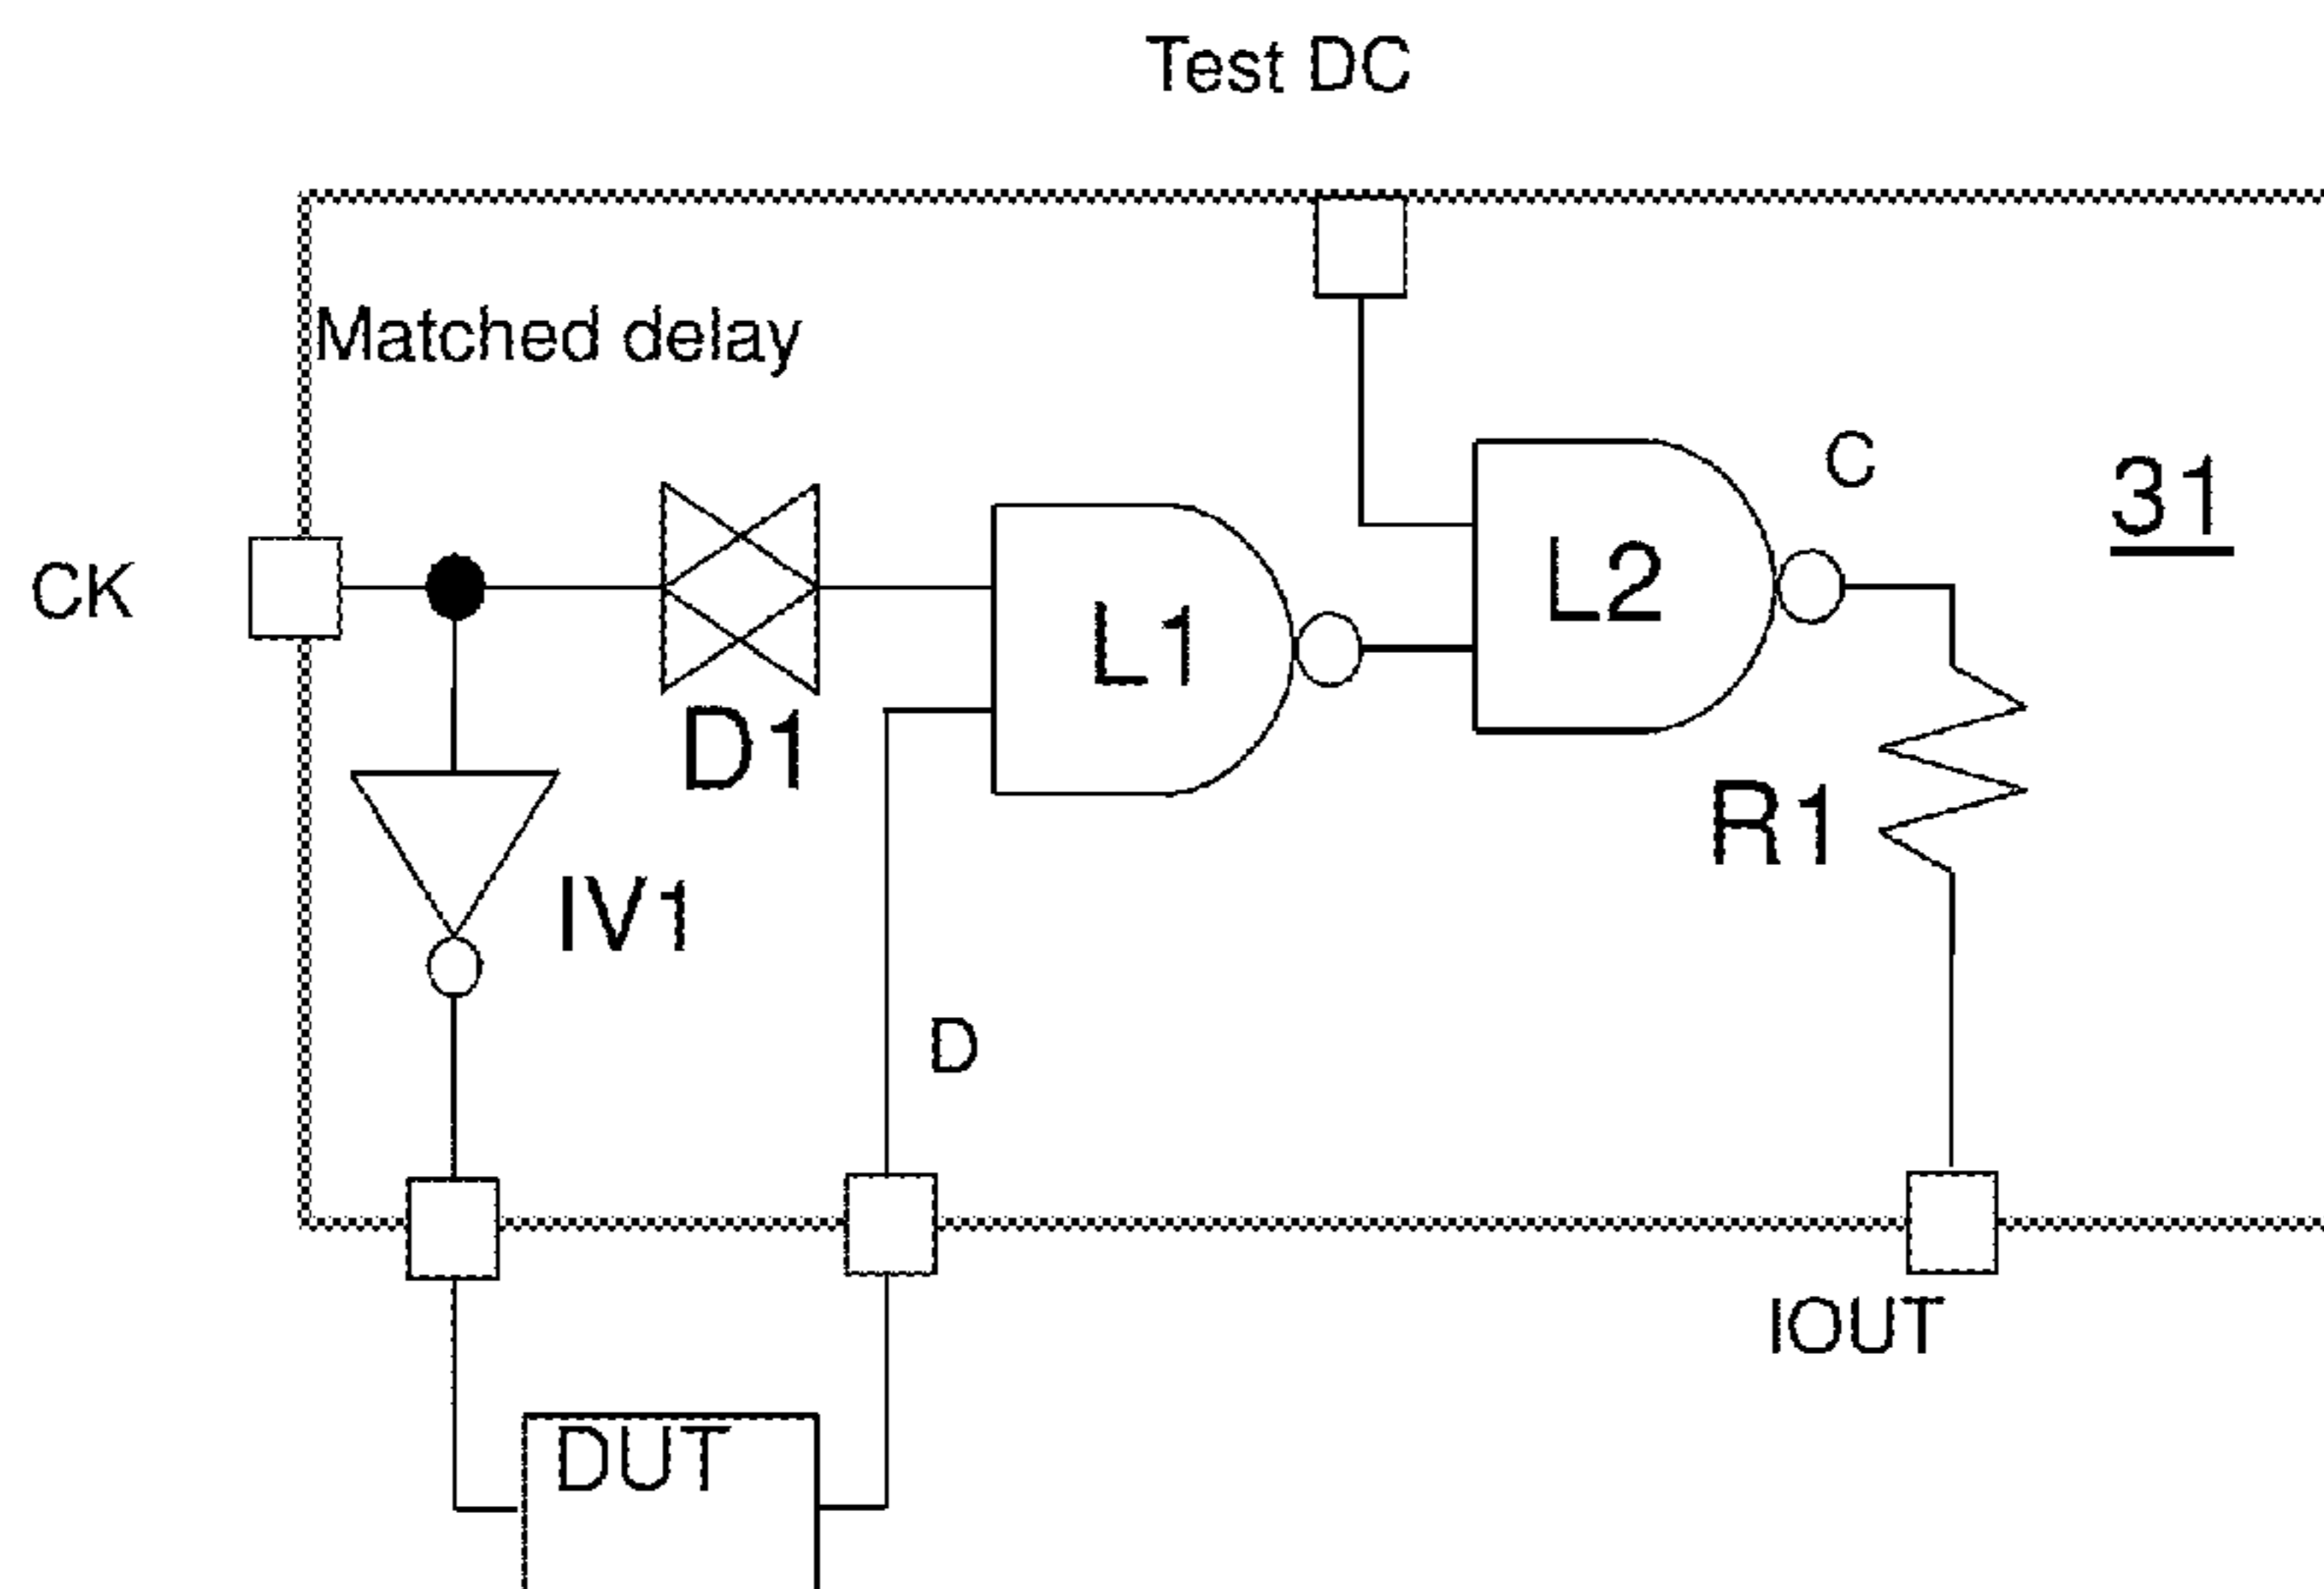 Test DC
Matched delay
C
31
CK
L2
L1
D1
R1
IV1
D
IOUT
DUT